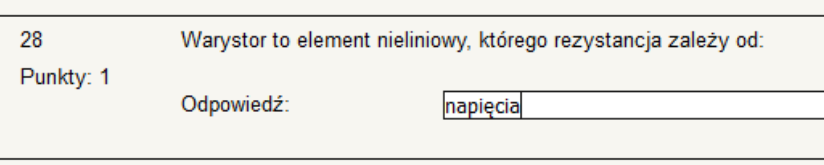 28 Warystor to element nieliniowy, którego rezystancja zależy od:
Punkty: 1
Odpowiedź: napięcia